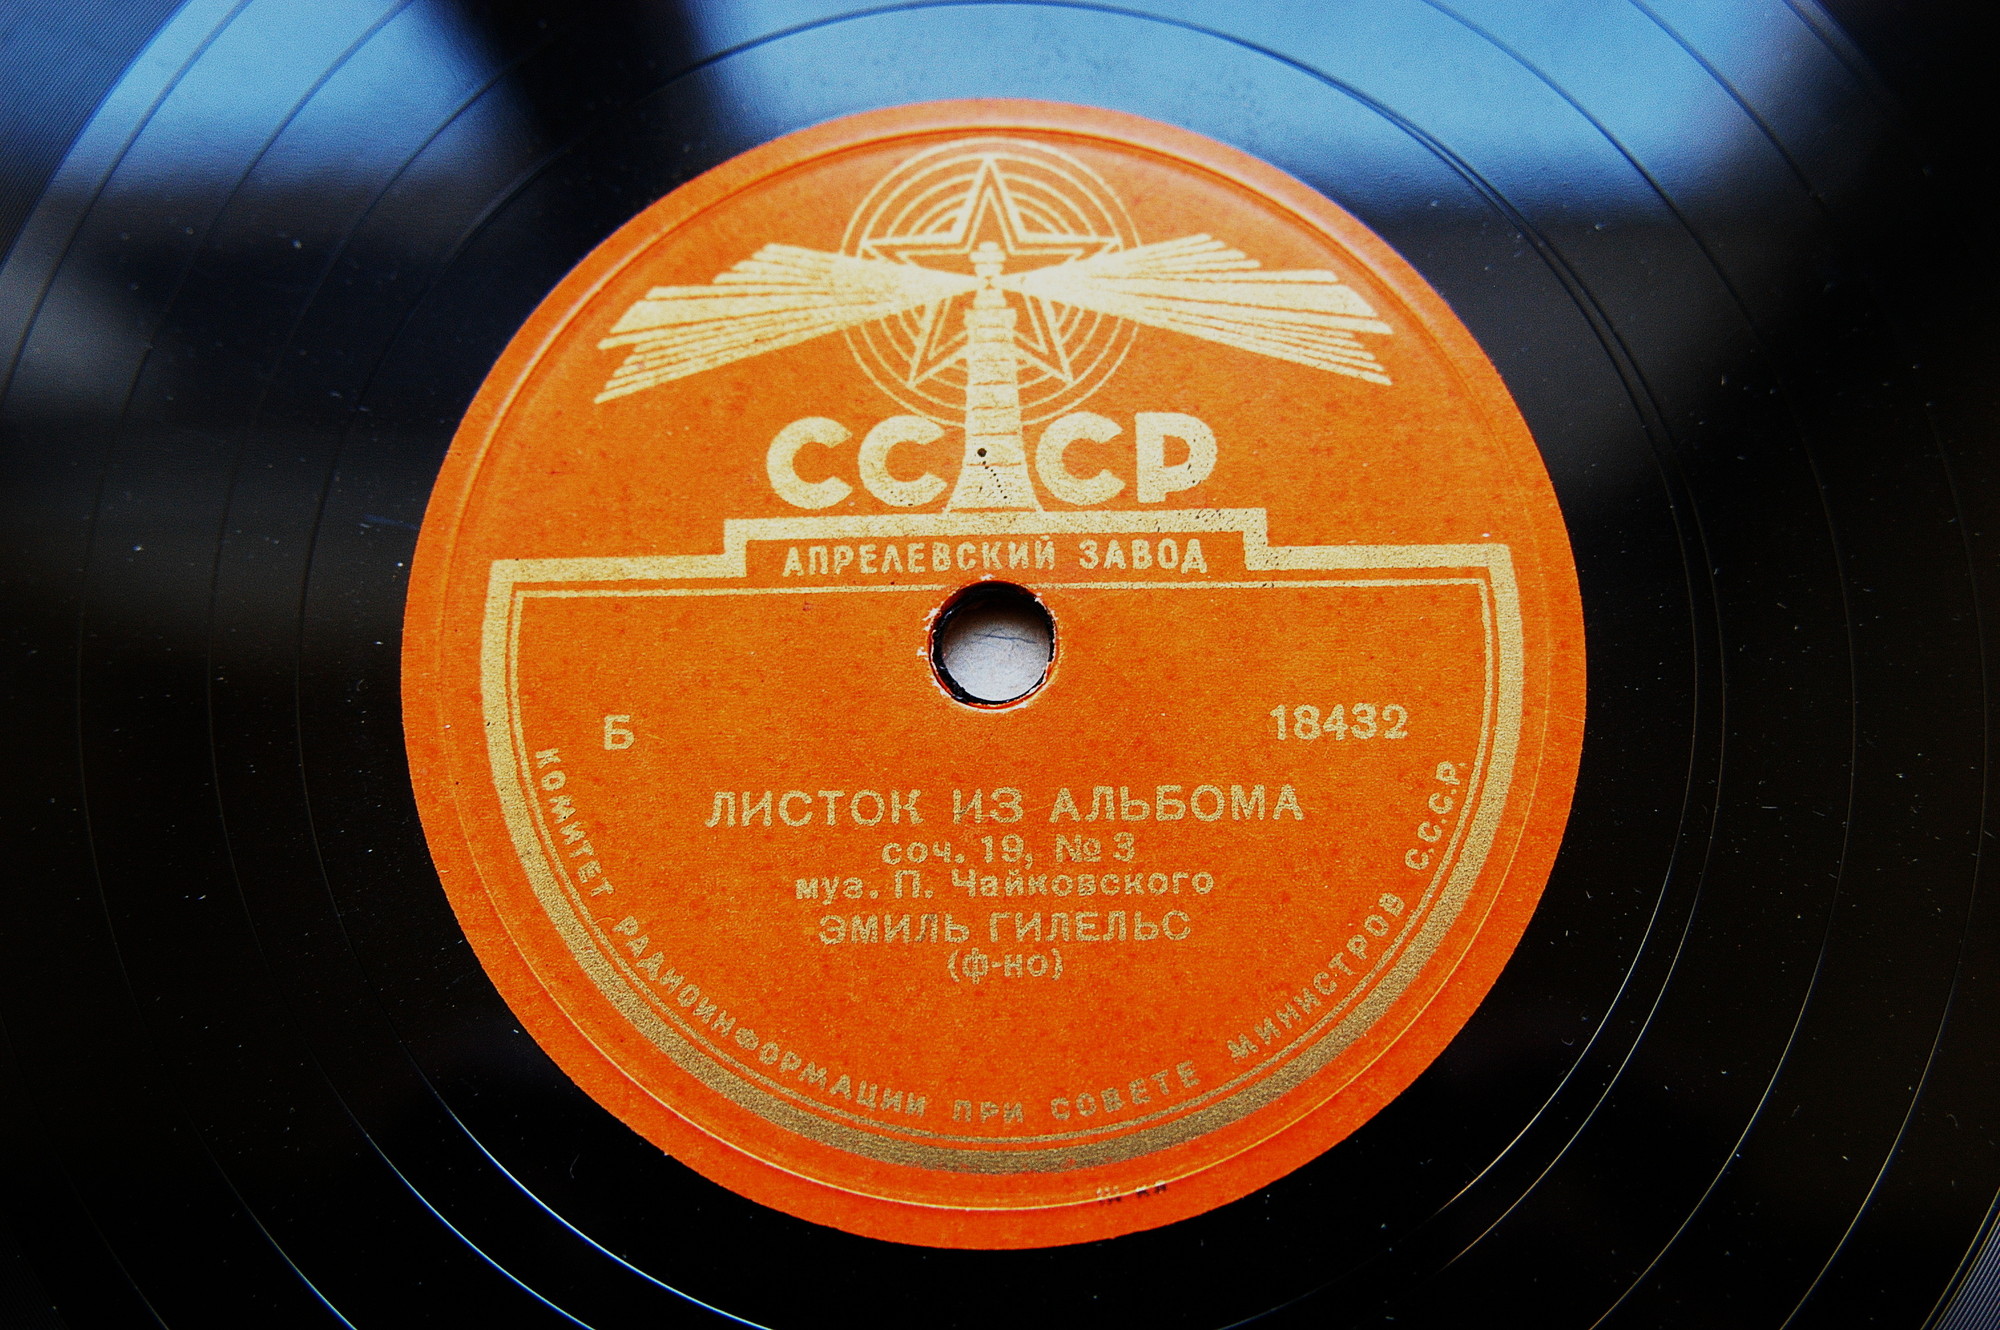 СССР
АПРЕЛЕВСКИЙ ЗАВОД
Б
18432
ЛИСТОК ИЗ АЛЬБОМА
соч. 19, № 3
муз. П. Чайковского
ЭМИЛЬ ГИЛЕЛЬС
(ф-но)
КОМИТЕТ РАДИОИНФОРМАЦИИ ПРИ СОВЕТЕ МИНИСТРОВ С.С.С.Р.